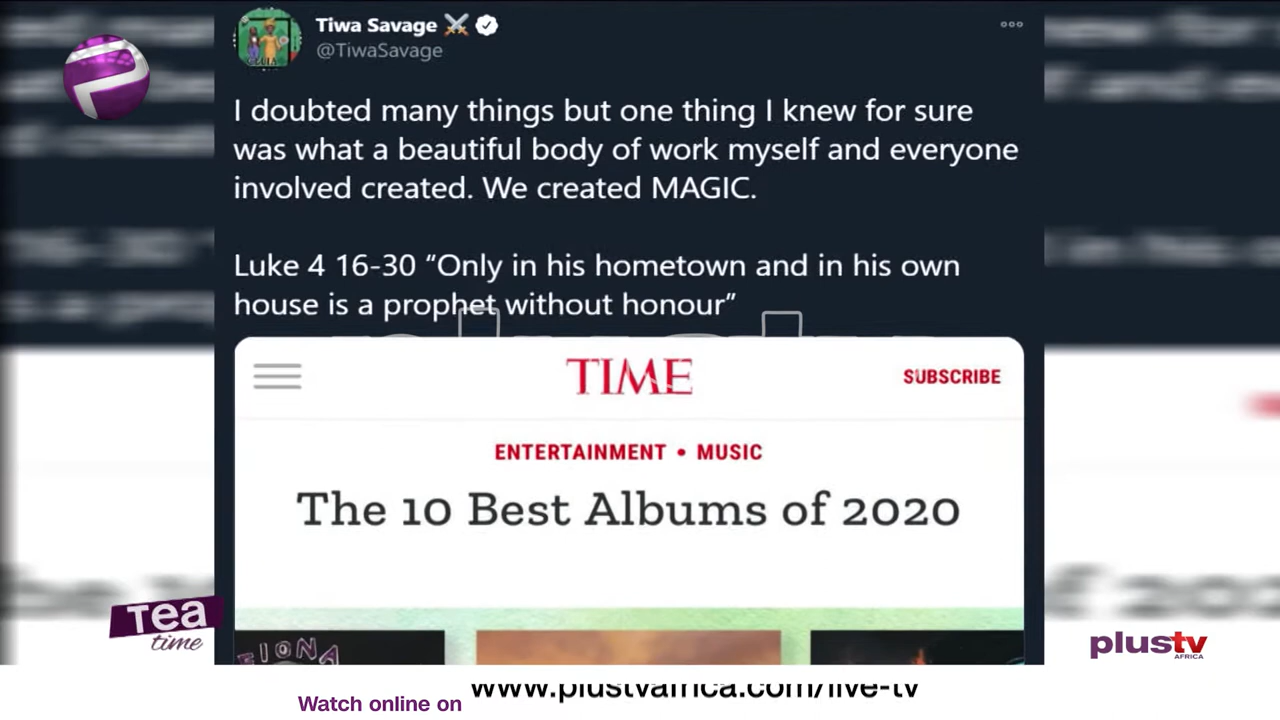 Tiwa Savage
@TiwaSavage
I doubted many things but one thing I knew for sure
was what a beautiful body of work myself and everyone
involved created. We created MAGIC.
Luke 4 16-30 “Only in his hometown and in his own
house is a prophet without honour”
TIME
SUBSCRIBE
ENTERTAINMENT • MUSIC
The 10 Best Albums of 2020
FIONA
Tea
time
plustv
AFRICA
Watch online on
www.plustvafrica.com/live-tv